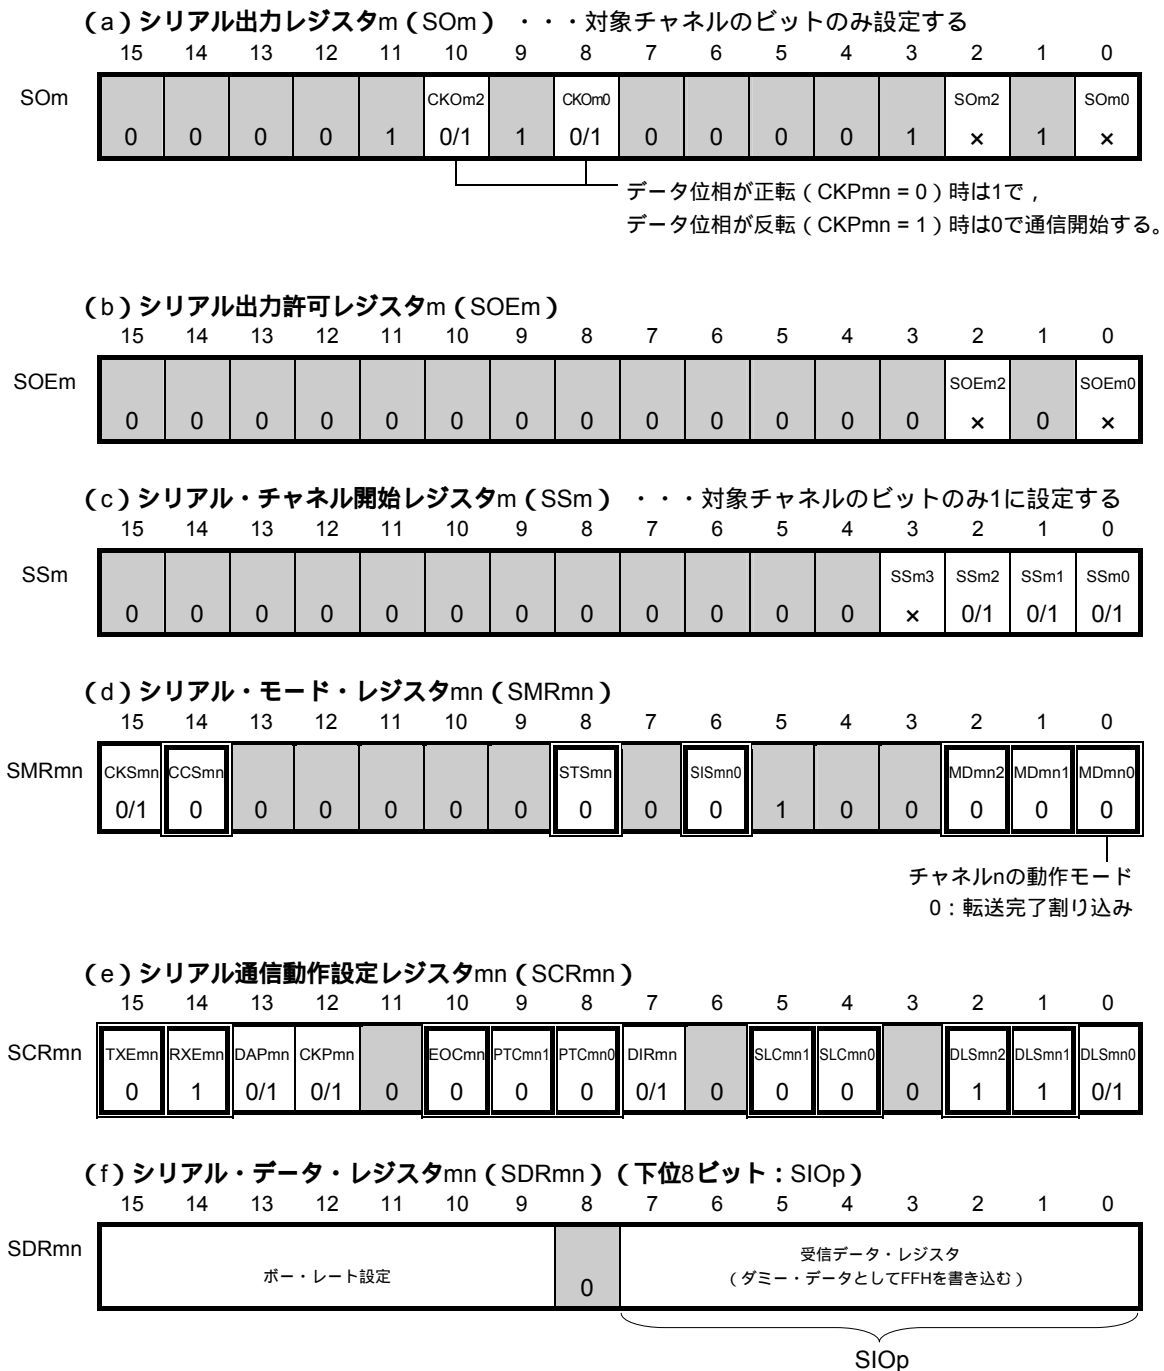 (a)シリアル出力レジスタm(SOm) ・・・対象チャネルのビットのみ設定する
15 14 13 12 11 10 9 8 7 6 5 4 3 2 1 0
SOm CKOm2 CKOm0 SOm2 SOm0
0 0 0 0 1 0/1 1 0/1 0 0 0 0 1 × 1 ×
データ位相が正転(CKPmn = 0)時は1で,
データ位相が反転(CKPmn = 1)時は0で通信開始する。
(b)シリアル出力許可レジスタm(SOEm)
15 14 13 12 11 10 9 8 7 6 5 4 3 2 1 0
SOEm SOEm2 SOEm0
0 0 0 0 0 0 0 0 0 0 0 0 0 × 0 ×
(c)シリアル・チャネル開始レジスタm(SSm) ・・・対象チャネルのビットのみ1に設定する
15 14 13 12 11 10 9 8 7 6 5 4 3 2 1 0
SSm SSm3 SSm2 SSm1 SSm0
0 0 0 0 0 0 0 0 0 0 0 0 × 0/1 0/1 0/1
(d)シリアル・モード・レジスタmn(SMRmn)
15 14 13 12 11 10 9 8 7 6 5 4 3 2 1 0
SMRmn CKSmn CCSmn STSmn SISmn0 MDmn2 MDmn1 MDmn0
0/1 0 0 0 0 0 0 0 0 0 1 0 0 0 0 0
チャネルnの動作モード
0:転送完了割り込み
(e)シリアル通信動作設定レジスタmn(SCRmn)
15 14 13 12 11 10 9 8 7 6 5 4 3 2 1 0
SCRmn TXEmn RXEmn DAPmn CKPmn EOCmn PTCmn1 PTCmn0 DIRmn SLCmn1 SLCmn0 DLSmn2 DLSmn1 DLSmn0
0 1 0/1 0/1 0 0 0 0 0/1 0 0 0 0 1 1 0/1
(f)シリアル・データ・レジスタmn(SDRmn)(下位8ビット:SIOp)
15 14 13 12 11 10 9 8 7 6 5 4 3 2 1 0
SDRmn
ボー・レート設定
0
受信データ・レジスタ
(ダミー・データとしてFFHを書き込む)
SIOp